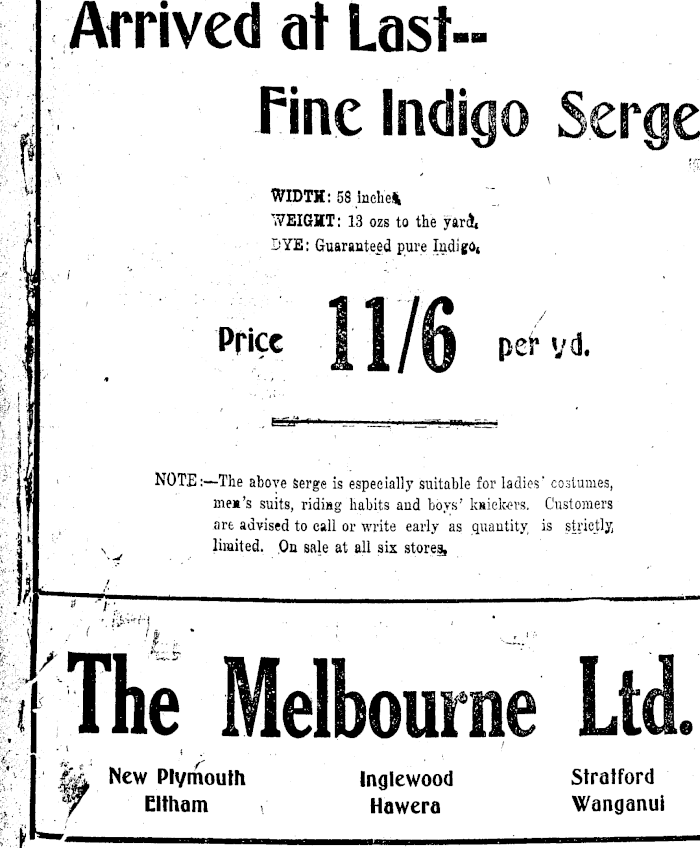 Arrived at Last--
Fine Indigo Serge
WIDTH: 58 inches.
WEIGHT: 13 ozs to the yard.
DYE: Guaranteed pure Indigo.
Price 11/6 per yd.
NOTE:—The above serge is especially suitable for ladies' costumes,
men's suits, riding habits and boys' knickers. Customers
are advised to call or write early as quantity is strictly
limited. On sale at all six stores.
The Melbourne Ltd.
New Plymouth Inglewood Stratford
Eltham Hawera Wanganui